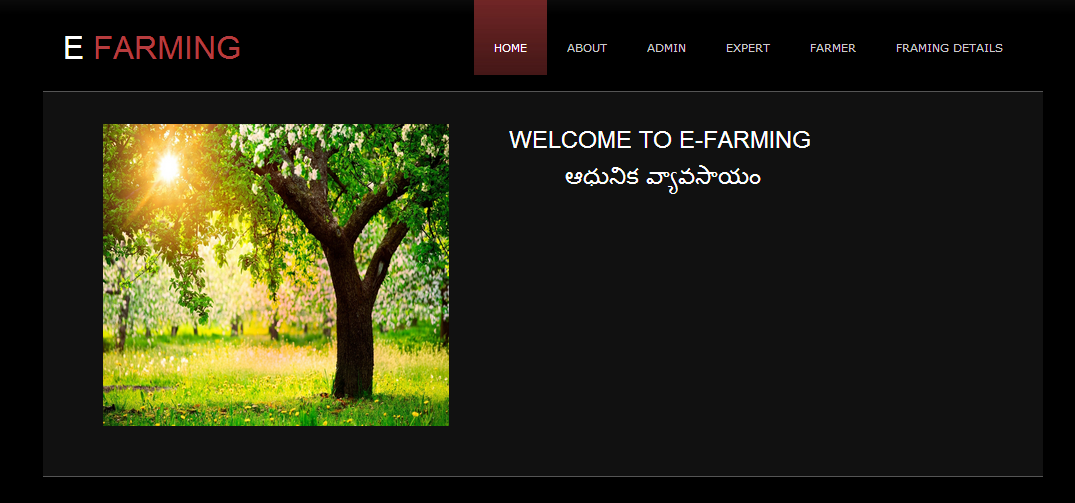 E FARMING
HOME ABOUT ADMIN EXPERT FARMER FRAMING DETAILS
WELCOME TO E-FARMING
ఆధునిక వ్యావసాయం